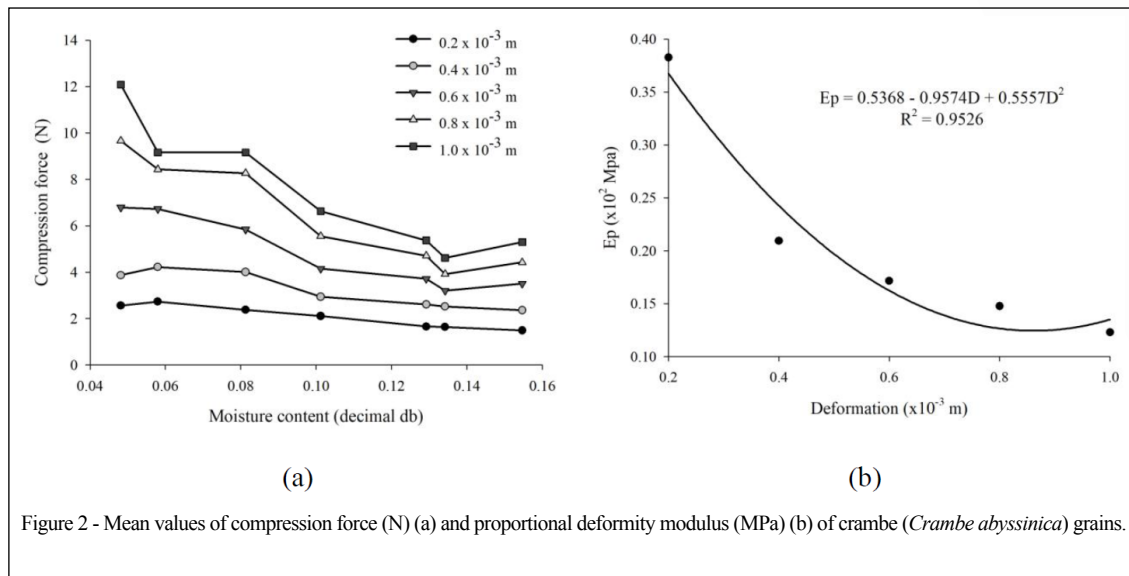 14
12
10
8
6
4
2
0
Compression force (N)
0.04 0.06 0.08 0.10 0.12 0.14 0.16
Moisture content (decimal db)
0.2 x 10-3 m
0.4 x 10-3 m
0.6 x 10-3 m
0.8 x 10-3 m
1.0 x 10-3 m
(a)
0.40
0.35
0.30
0.25
0.20
0.15
0.10
Ep (x10² Mpa)
Ep = 0.5368 - 0.9574D + 0.5557D²
R² = 0.9526
0.2 0.4 0.6 0.8 1.0
Deformation (x10-3 m)
(b)
Figure 2 - Mean values of compression force (N) (a) and proportional deformity modulus (MPa) (b) of crambe (Crambe abyssinica) grains.